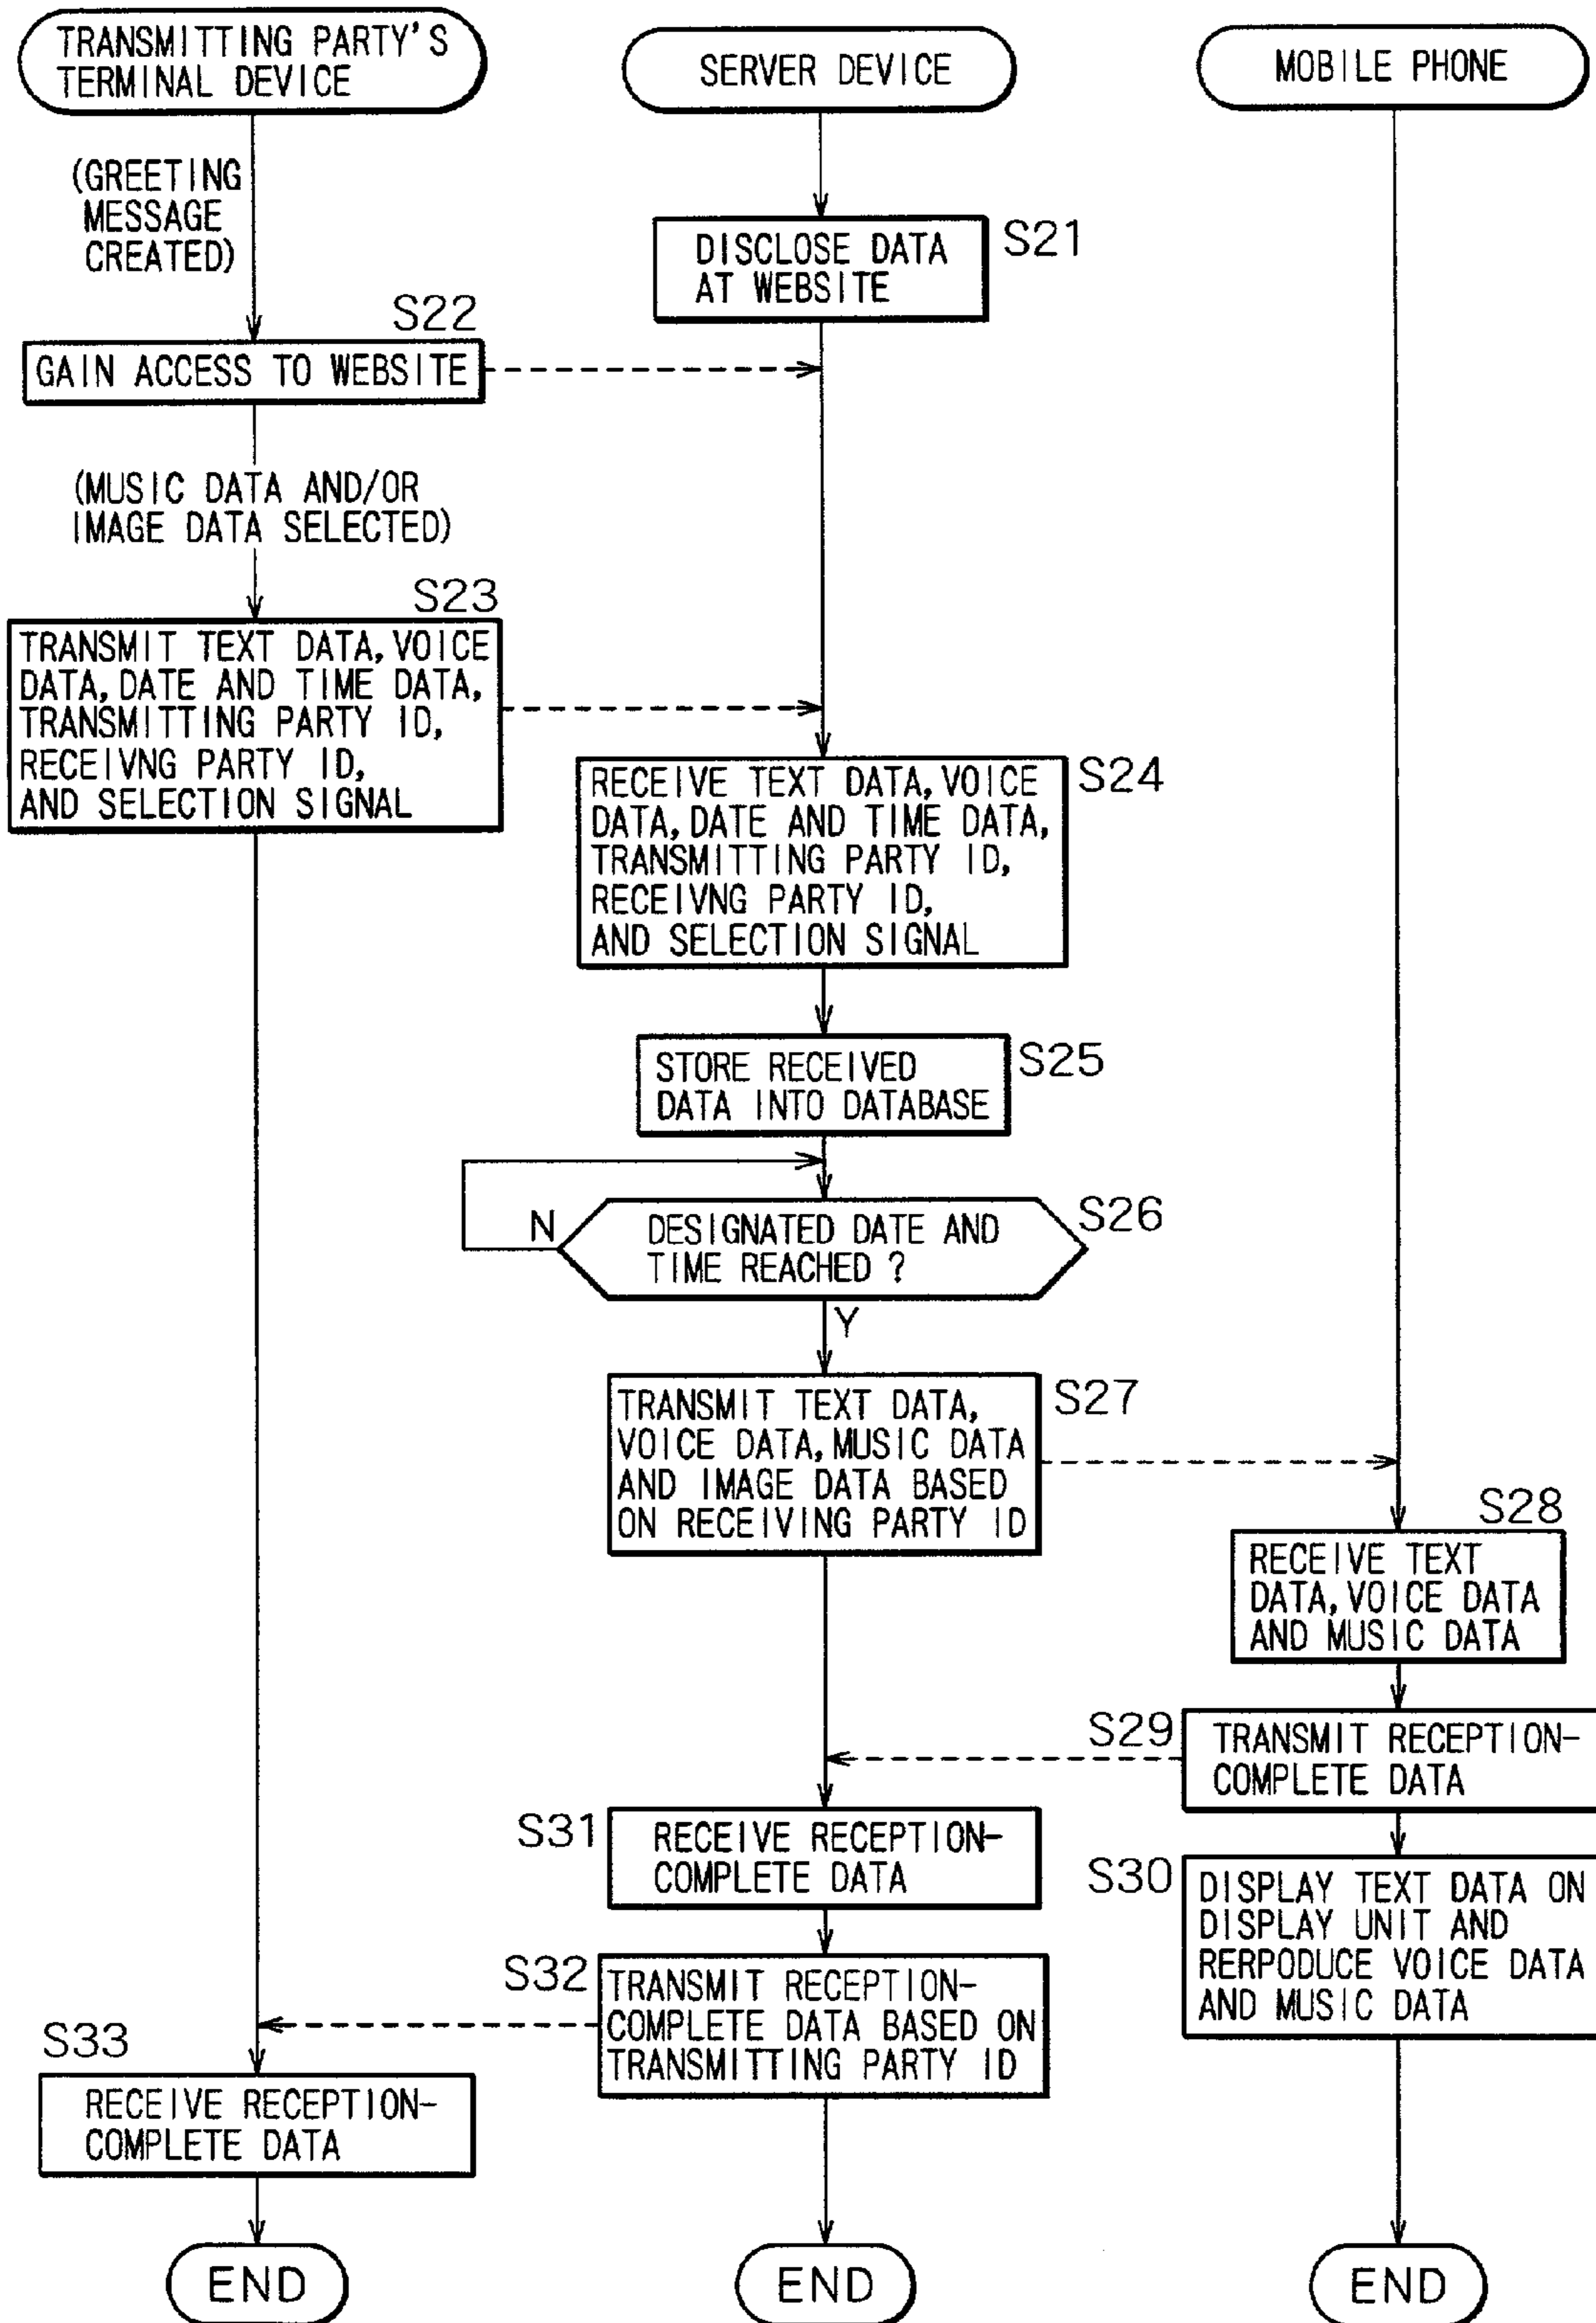 TRANSMITTING PARTY'S
TERMINAL DEVICE
SERVER DEVICE
MOBILE PHONE
(GREETING
MESSAGE
CREATED)
DISCLOSE DATA
AT WEBSITE
S21
S22
GAIN ACCESS TO WEBSITE
(MUSIC DATA AND/OR
IMAGE DATA SELECTED)
S23
TRANSMIT TEXT DATA, VOICE
DATA, DATE AND TIME DATA,
TRANSMITTING PARTY ID,
RECEIVNG PARTY ID,
AND SELECTION SIGNAL
S24
RECEIVE TEXT DATA, VOICE
DATA, DATE AND TIME DATA,
TRANSMITTING PARTY ID,
RECEIVNG PARTY ID,
AND SELECTION SIGNAL
S25
STORE RECEIVED
DATA INTO DATABASE
N
S26
DESIGNATED DATE AND
TIME REACHED ?
Y
S27
TRANSMIT TEXT DATA,
VOICE DATA, MUSIC DATA
AND IMAGE DATA BASED
ON RECEIVING PARTY ID
S28
RECEIVE TEXT
DATA, VOICE DATA
AND MUSIC DATA
S29
TRANSMIT RECEPTION-
COMPLETE DATA
S31
RECEIVE RECEPTION-
COMPLETE DATA
S30
DISPLAY TEXT DATA ON
DISPLAY UNIT AND
RERPODUCE VOICE DATA
AND MUSIC DATA
S32
TRANSMIT RECEPTION-
COMPLETE DATA BASED ON
TRANSMITTING PARTY ID
S33
RECEIVE RECEPTION-
COMPLETE DATA
END
END
END